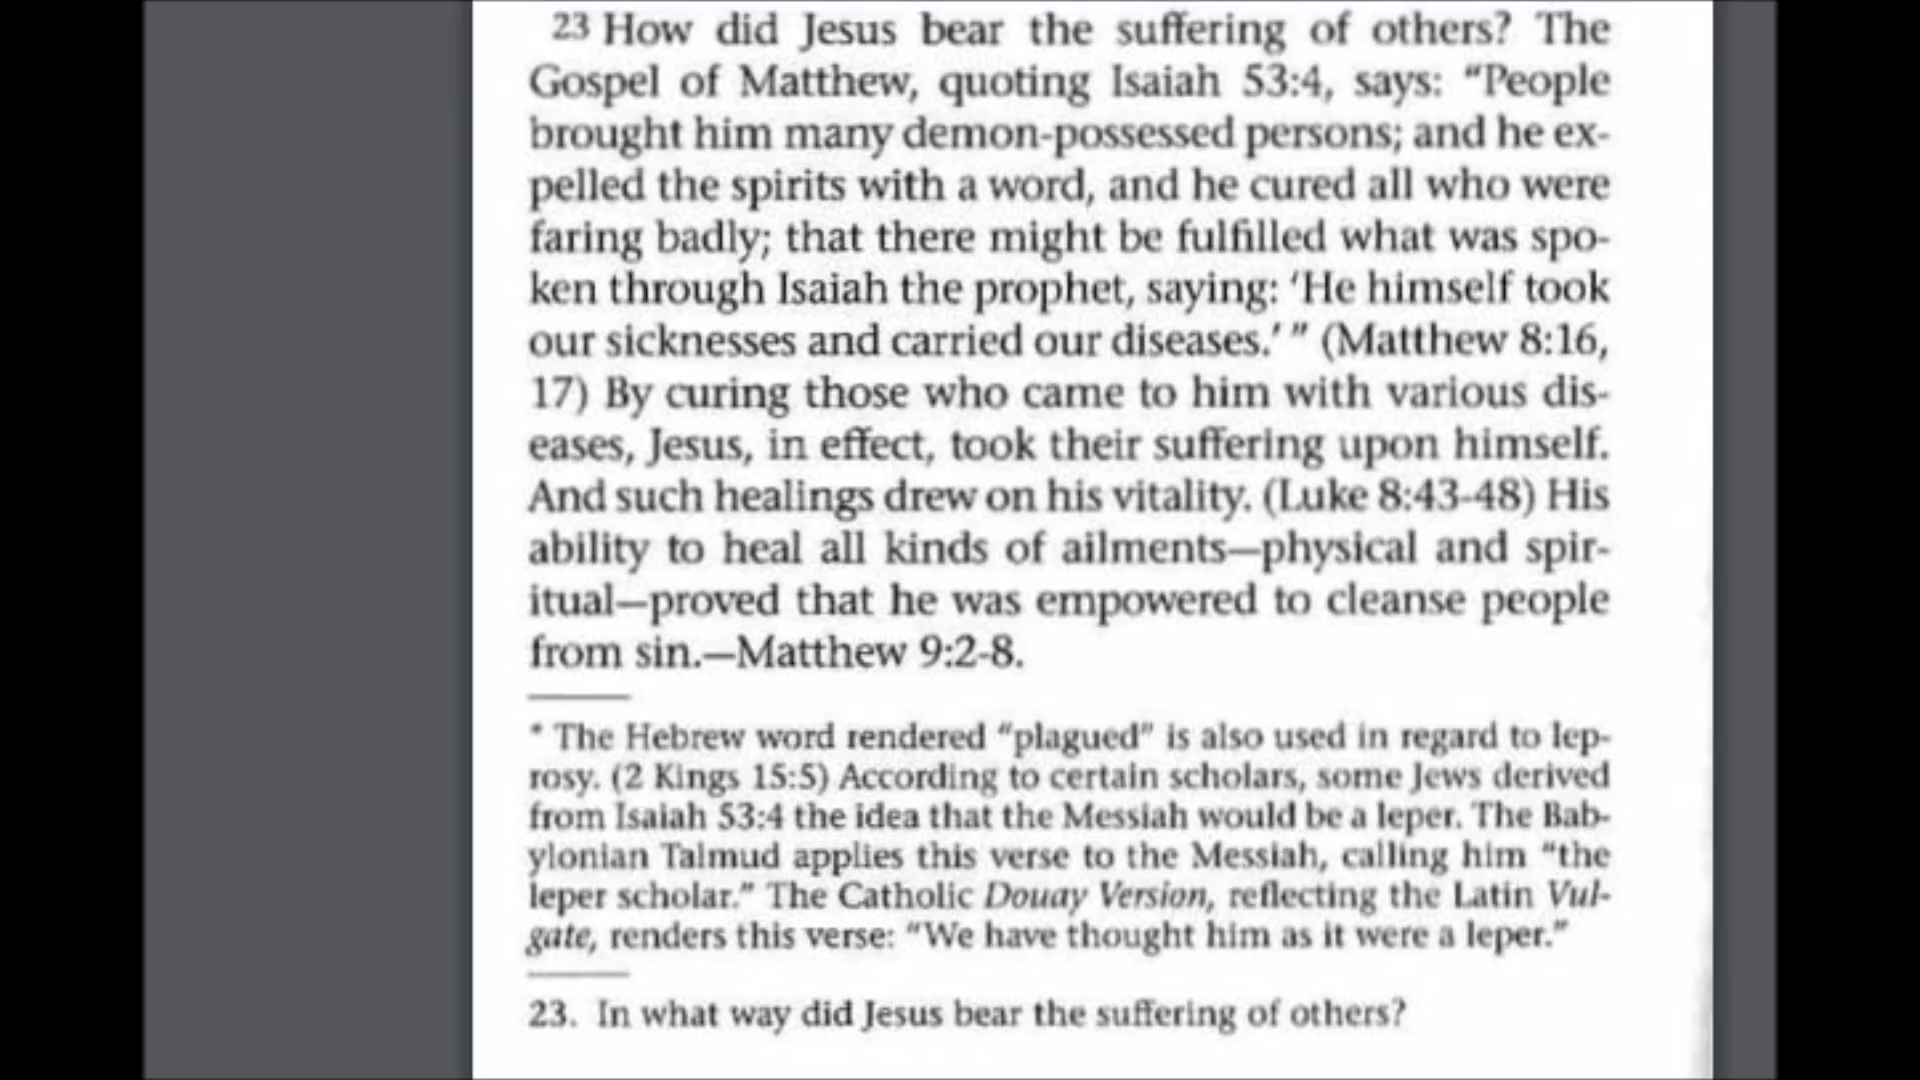 23 How did Jesus bear the suffering of others? The
Gospel of Matthew, quoting Isaiah 53:4, says: “People
brought him many demon-possessed persons; and he ex-
pelled the spirits with a word, and he cured all who were
faring badly; that there might be fulfilled what was spo-
ken through Isaiah the prophet, saying: ‘He himself took
our sicknesses and carried our diseases.’ ” (Matthew 8:16,
17) By curing those who came to him with various dis-
eases, Jesus, in effect, took their suffering upon himself.
And such healings drew on his vitality. (Luke 8:43-48) His
ability to heal all kinds of ailments—physical and spir-
itual—proved that he was empowered to cleanse people
from sin.—Matthew 9:2-8.
* The Hebrew word rendered “plagued” is also used in regard to lep-
rosy. (2 Kings 15:5) According to certain scholars, some Jews derived
from Isaiah 53:4 the idea that the Messiah would be a leper. The Bab-
ylonian Talmud applies this verse to the Messiah, calling him “the
leper scholar.” The Catholic Douay Version, reflecting the Latin Vul-
gate, renders this verse: “We have thought him as it were a leper.”
23. In what way did Jesus bear the suffering of others?